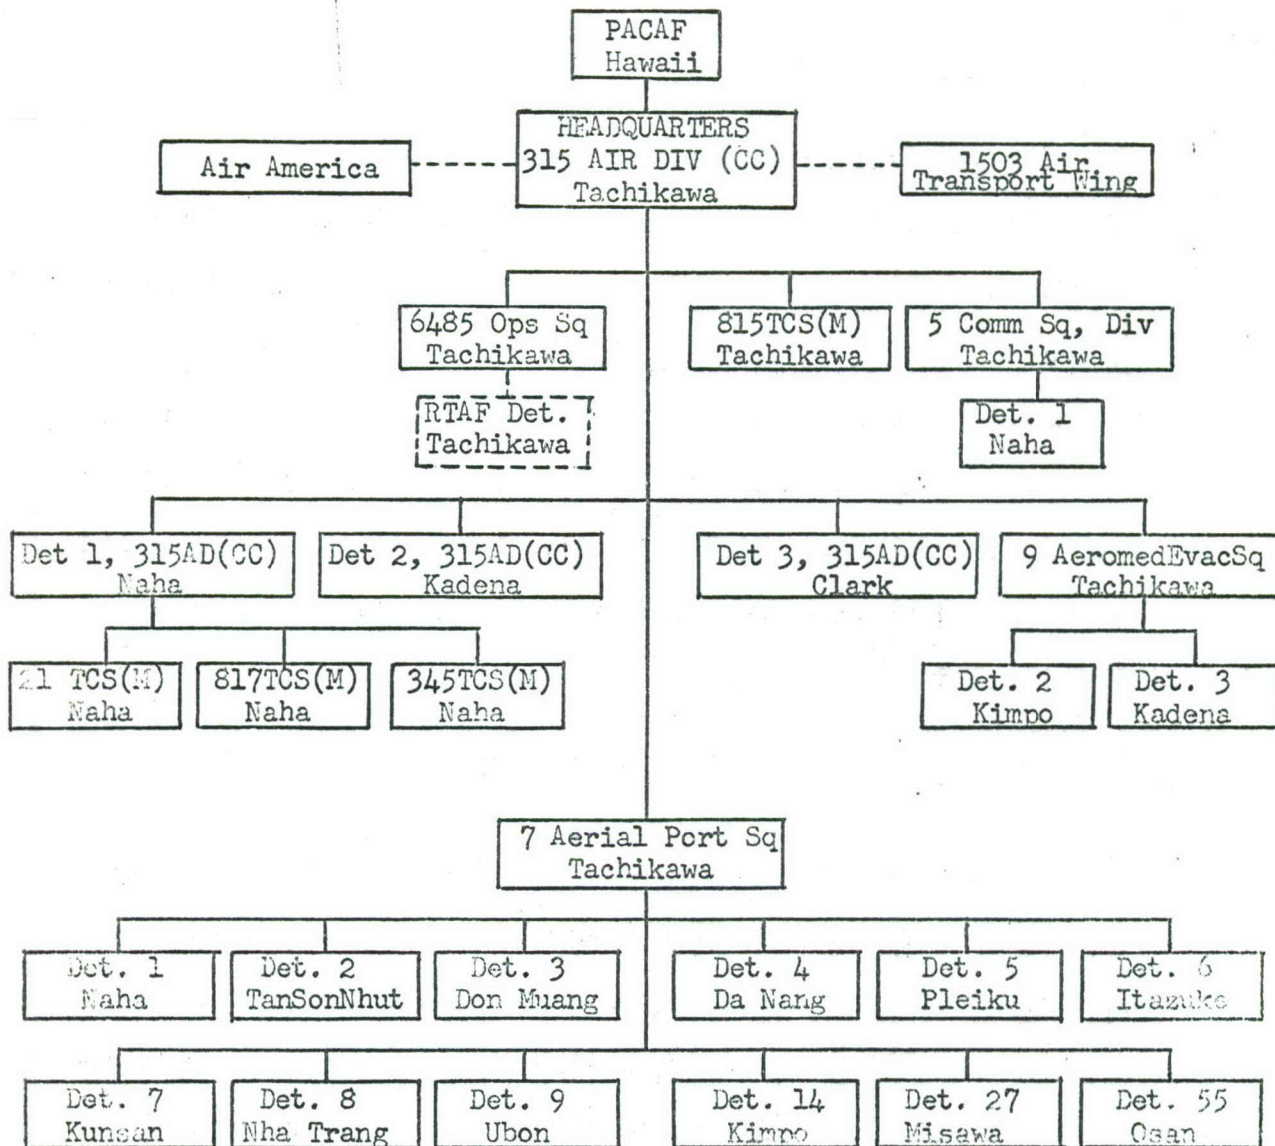 PACAF
Hawaii
HEADQUARTERS
315 AIR DIV (CC)
Tachikawa
Air America
1503 Air
Transport Wing
6485 Ops Sq
Tachikawa
815TCS(M)
Tachikawa
5 Comm Sq, Div
Tachikawa
RTAF Det.
Tachikawa
Det. 1
Naha
Det 1, 315AD(CC)
Naha
Det 2, 315AD(CC)
Kadena
Det 3, 315AD(CC)
Clark
9 AeromedEvacSq
Tachikawa
21 TCS(M)
Naha
817TCS(M)
Naha
345TCS(M)
Naha
Det. 2
Kimpo
Det. 3
Kadena
7 Aerial Port Sq
Tachikawa
Det. 1
Naha
Det. 2
TanSonNhut
Det. 3
Don Muang
Det. 4
Da Nang
Det. 5
Pleiku
Det. 6
Itazuke
Det. 7
Kunsan
Det. 8
Nha Trang
Det. 9
Ubon
Det. 14
Kimpo
Det. 27
Misawa
Det. 55
Osan